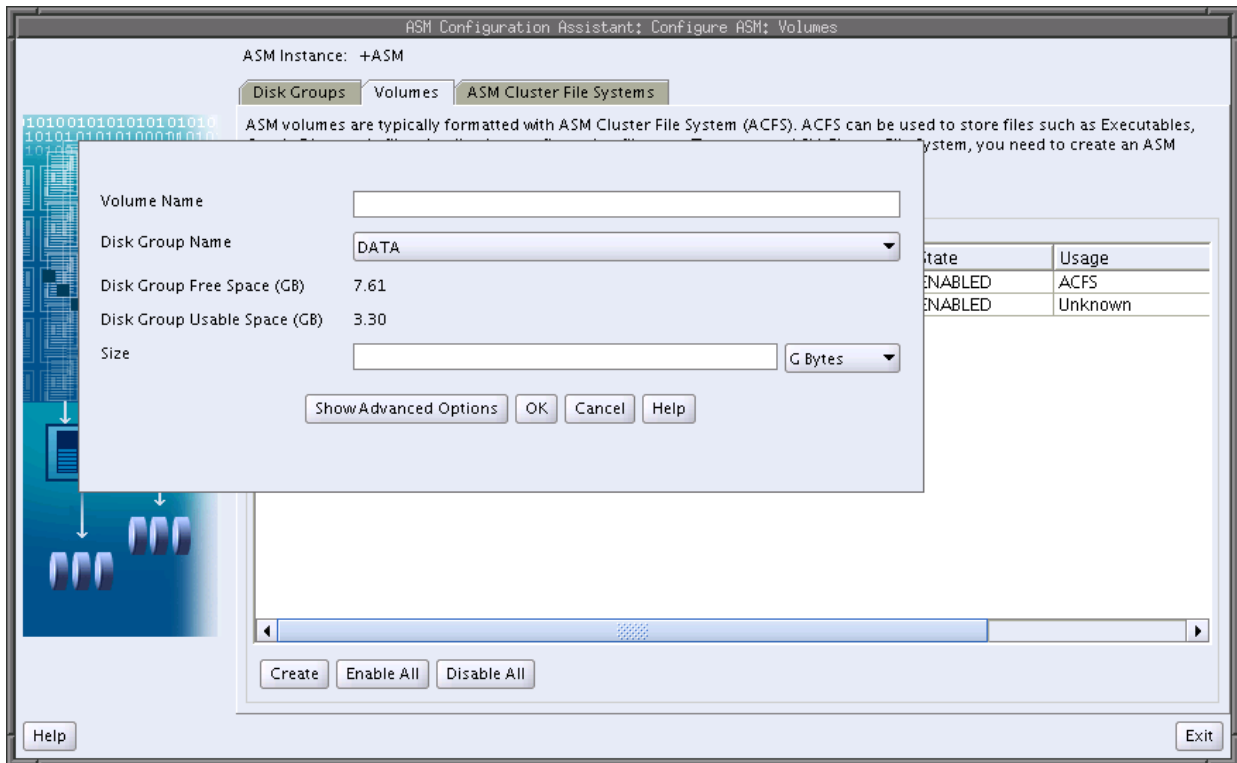 ASM Configuration Assistant: Configure ASM: Volumes
ASM Instance: +ASM
Disk Groups Volumes ASM Cluster File Systems
ASM volumes are typically formatted with ASM Cluster File System (ACFS). ACFS can be used to store files such as Executables,
System, you need to create an ASM
Volume Name
Disk Group Name DATA
State Usage
Disk Group Free Space (GB) 7.61
ENABLED ACFS
Disk Group Usable Space (GB) 3.30
ENABLED Unknown
Size G Bytes
Show Advanced Options OK Cancel Help
Create Enable All Disable All
Help Exit